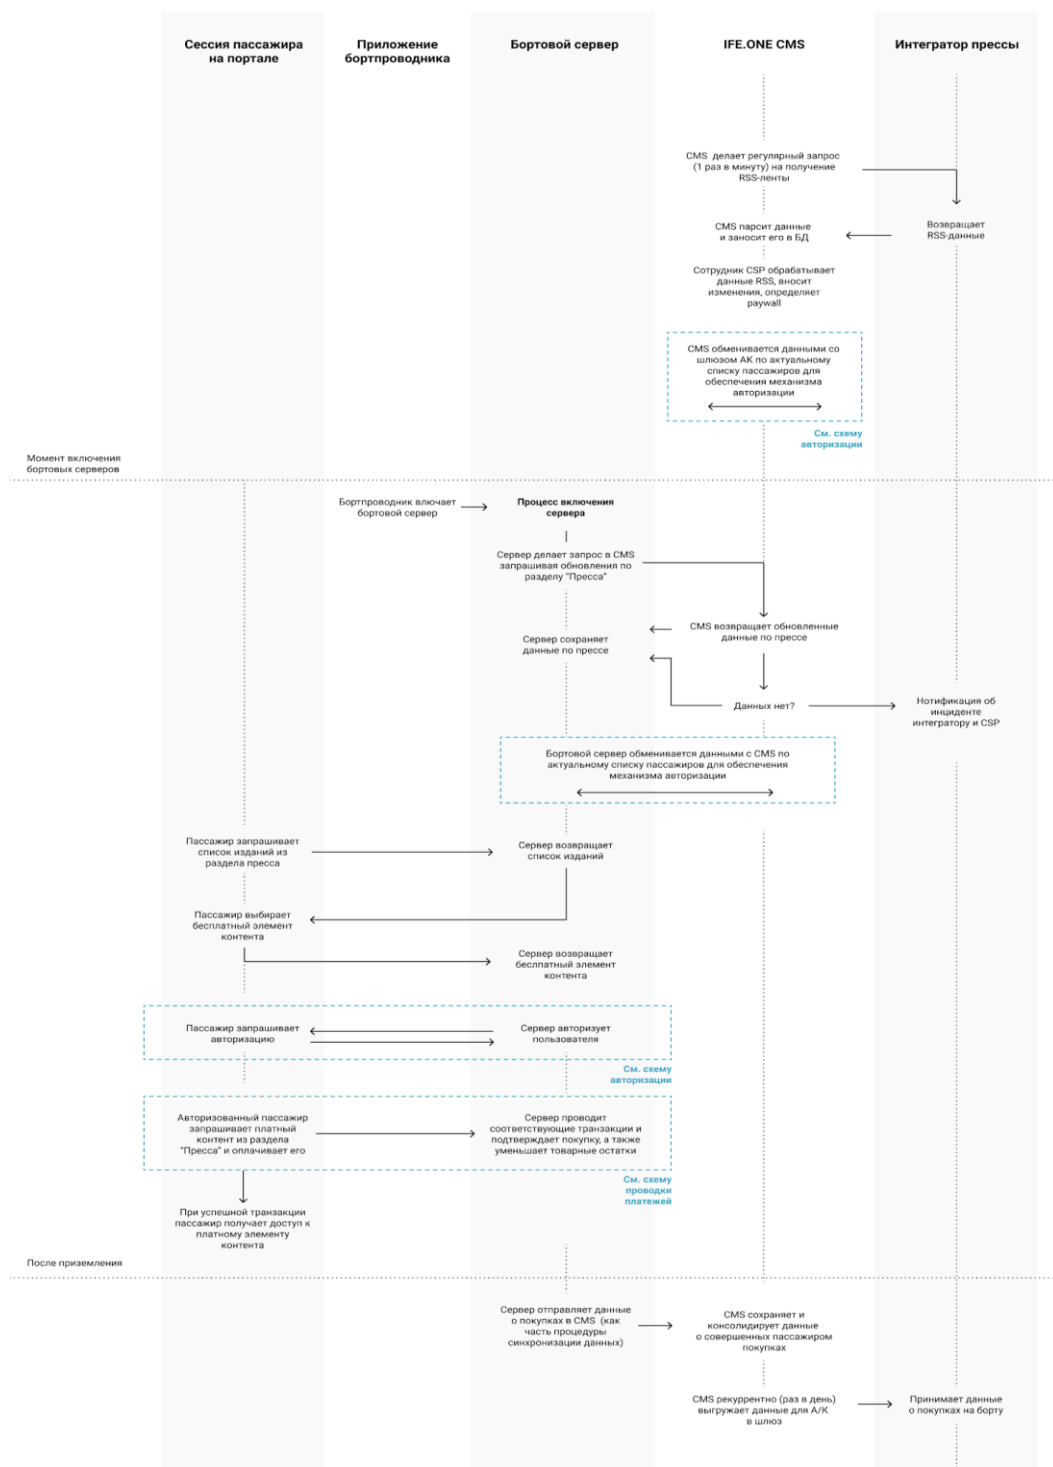 Сессия пассажира
на портале
Приложение
бортпроводника
Бортовой сервер
IFE.ONE CMS
Интегратор прессы
CMS делает регулярный запрос
(1 раз в минуту) на получение
RSS-ленты
CMS парсит данные
и заносит его в БД
Возвращает
RSS-данные
Сотрудник CSP обрабатывает
данные RSS, вносит
изменения, определяет
paywall
CMS обменивается данными со
шлюзом АК по актуальному
списку пассажиров для
обеспечения механизма
авторизации
См. схему
авторизации
Момент включения
бортовых серверов
Бортпроводник влючает
бортовой сервер
Процесс включения
сервера
Сервер делает запрос в CMS
запрашивая обновления по
разделу "Пресса"
CMS возвращает обновленные
данные по прессе
Сервер сохраняет
данные по прессе
Данных нет?
Нотификация об
инциденте
интегратору и CSP
Бортовой сервер обменивается данными с CMS по
актуальному списку пассажиров для обеспечения
механизма авторизации
Пассажир запрашивает
список изданий из
раздела пресса
Сервер возвращает
список изданий
Пассажир выбирает
бесплатный элемент
контента
Сервер возвращает
беслпатный элемент
контента
Пассажир запрашивает
авторизацию
Сервер авторизует
пользователя
См. схему
авторизации
Авторизованный пассажир
запрашивает платный
контент из раздела
"Пресса" и оплачивает его
Сервер проводит
соответствующие транзакции и
подтверждает покупку, а также
уменьшает товарные остатки
См. схему
проводки
платежей
При успешной транзакции
пассажир получает доступ к
платному элементу
контента
После приземления
Сервер отправляет данные
о покупках в CMS (как
часть процедуры
синхронизации данных)
CMS сохраняет и
консолидирует данные
о совершенных пассажиром
покупках
CMS рекуррентно (раз в день)
выгружает данные для А/К
в шлюз
Принимает данные
о покупках на борту